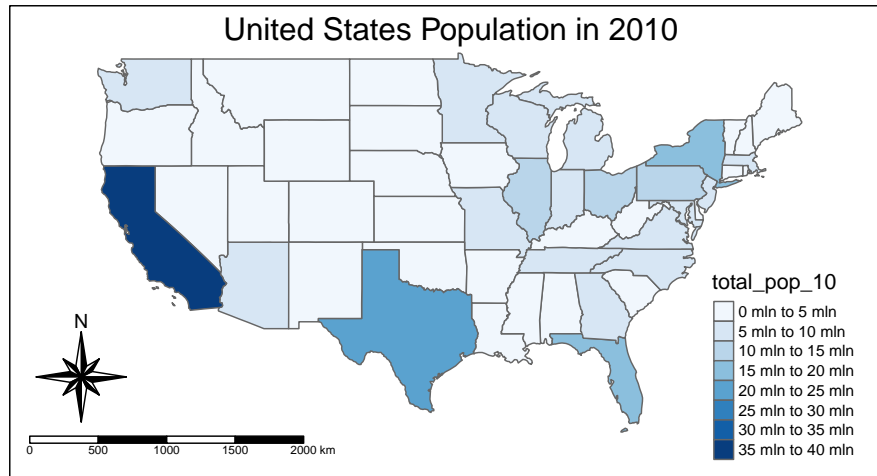 United States Population in 2010
total_pop_10
0 mln to 5 mln
5 mln to 10 mln
10 mln to 15 mln
15 mln to 20 mln
20 mln to 25 mln
25 mln to 30 mln
30 mln to 35 mln
35 mln to 40 mln
N
0 500 1000 1500 2000 km